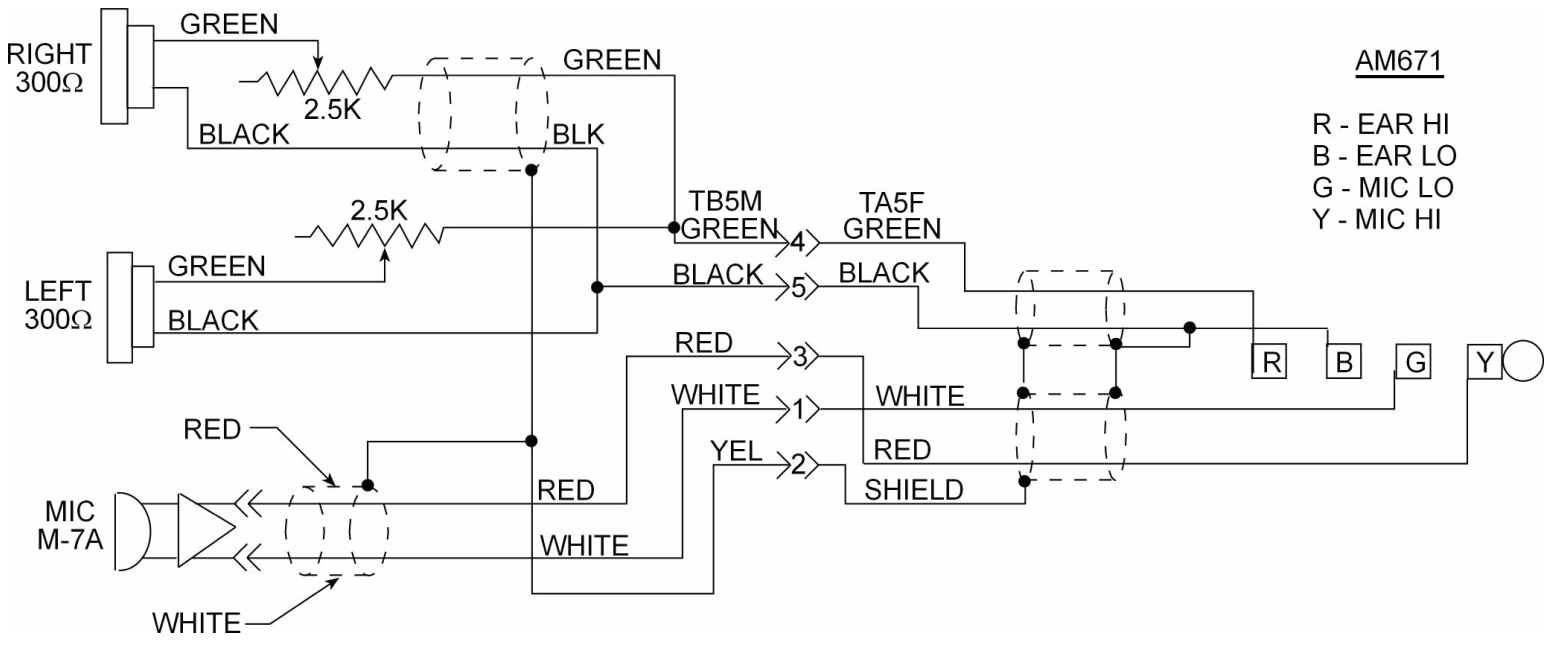 GREEN
RIGHT
300Ω
2.5K
GREEN
BLACK
BLK
AM671
R - EAR HI
B - EAR LO
G - MIC LO
Y - MIC HI
2.5K
TB5M
TA5F
GREEN
4
GREEN
LEFT
300Ω
GREEN
BLACK
BLACK
5
BLACK
RED
3
R
B
G
Y
WHITE
1
WHITE
RED
YEL
2
RED
MIC
M-7A
RED
SHIELD
WHITE
WHITE